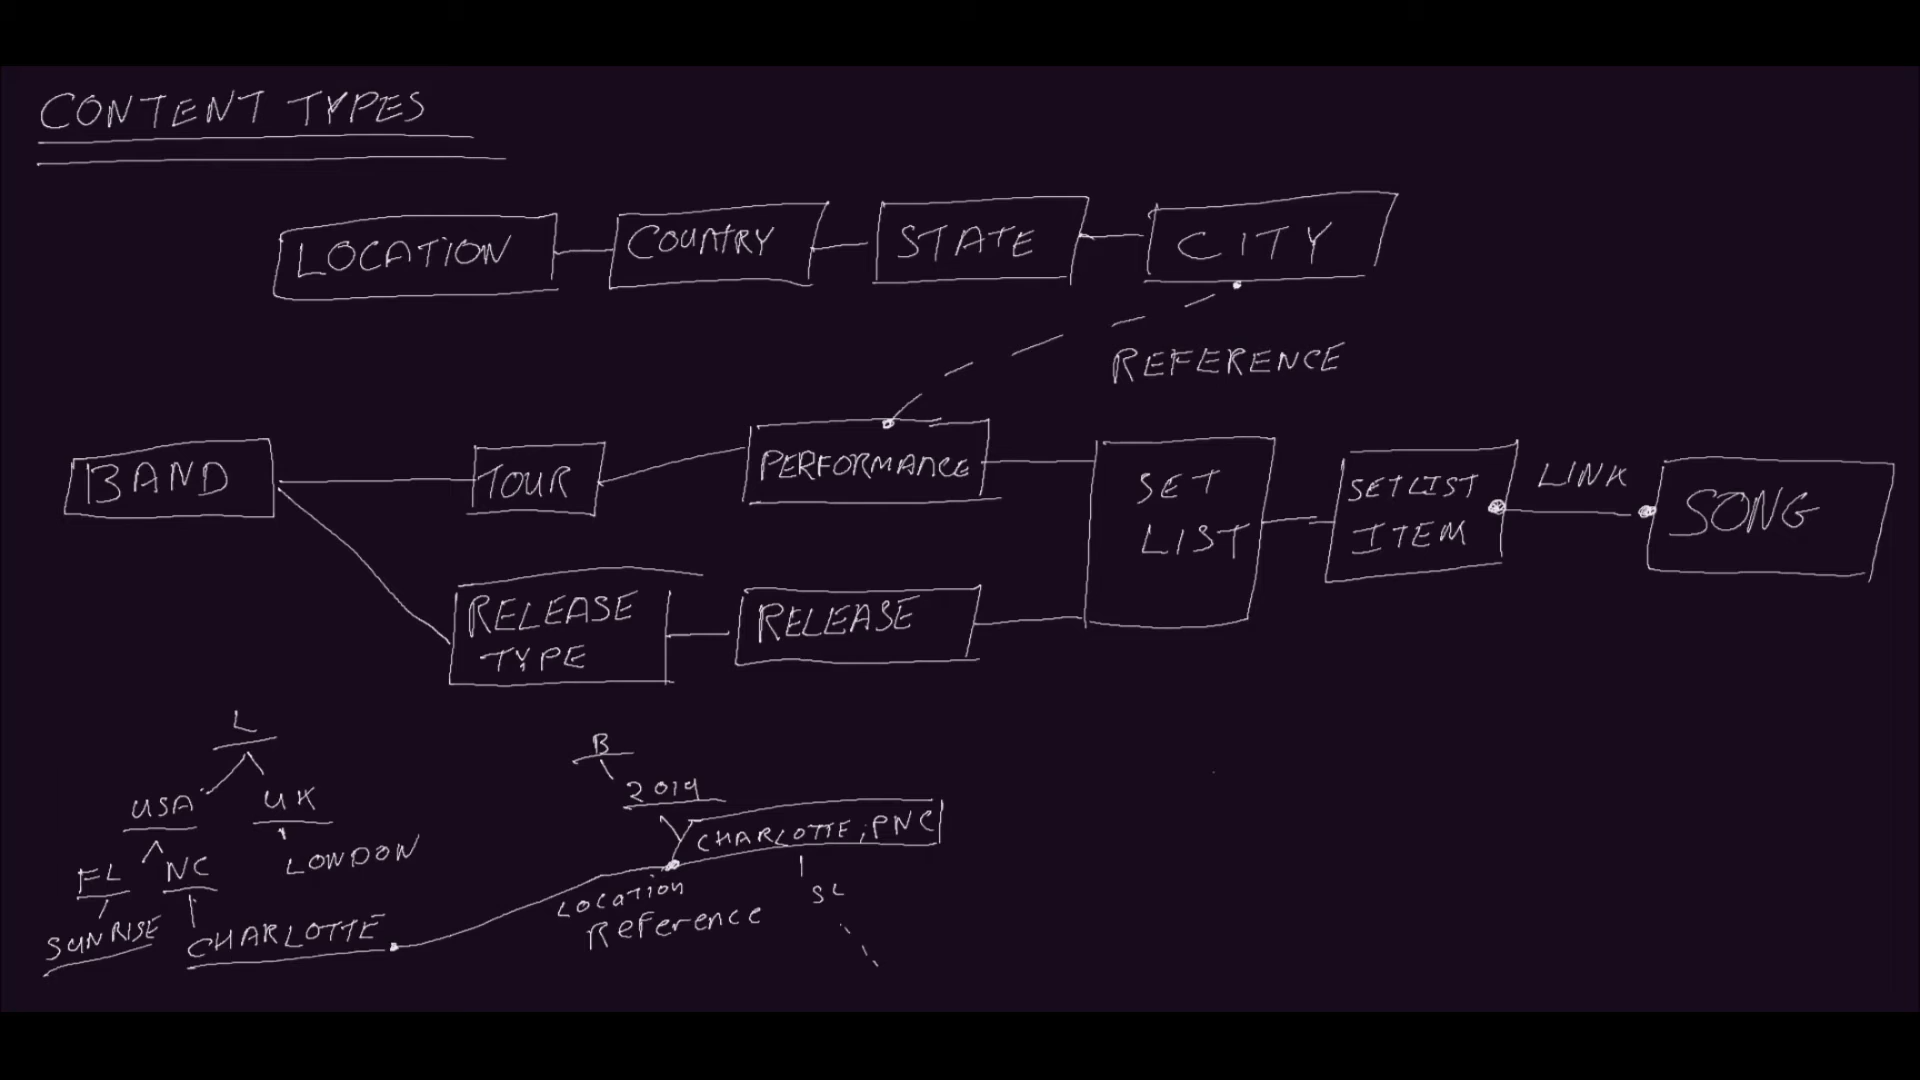 CONTENT TYPES
LOCATION
COUNTRY
STATE
CITY
REFERENCE
BAND
TOUR
PERFORMANCE
SET
LIST
SETLIST
ITEM
LINK
SONG
RELEASE
TYPE
RELEASE
L
USA
UK
FL
NC
LONDON
SUNRISE
CHARLOTTE
B
2019
CHARLOTTE, PNC
LOCATION
Reference
SL